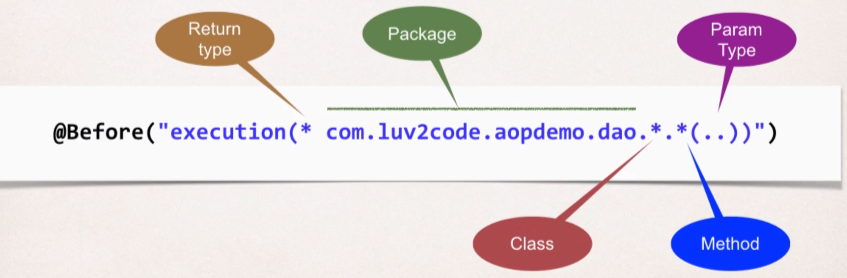 Return
type
Package
Param
Type
@Before("execution(* com.luv2code.aopdemo.dao.*.*(..))")
Class
Method